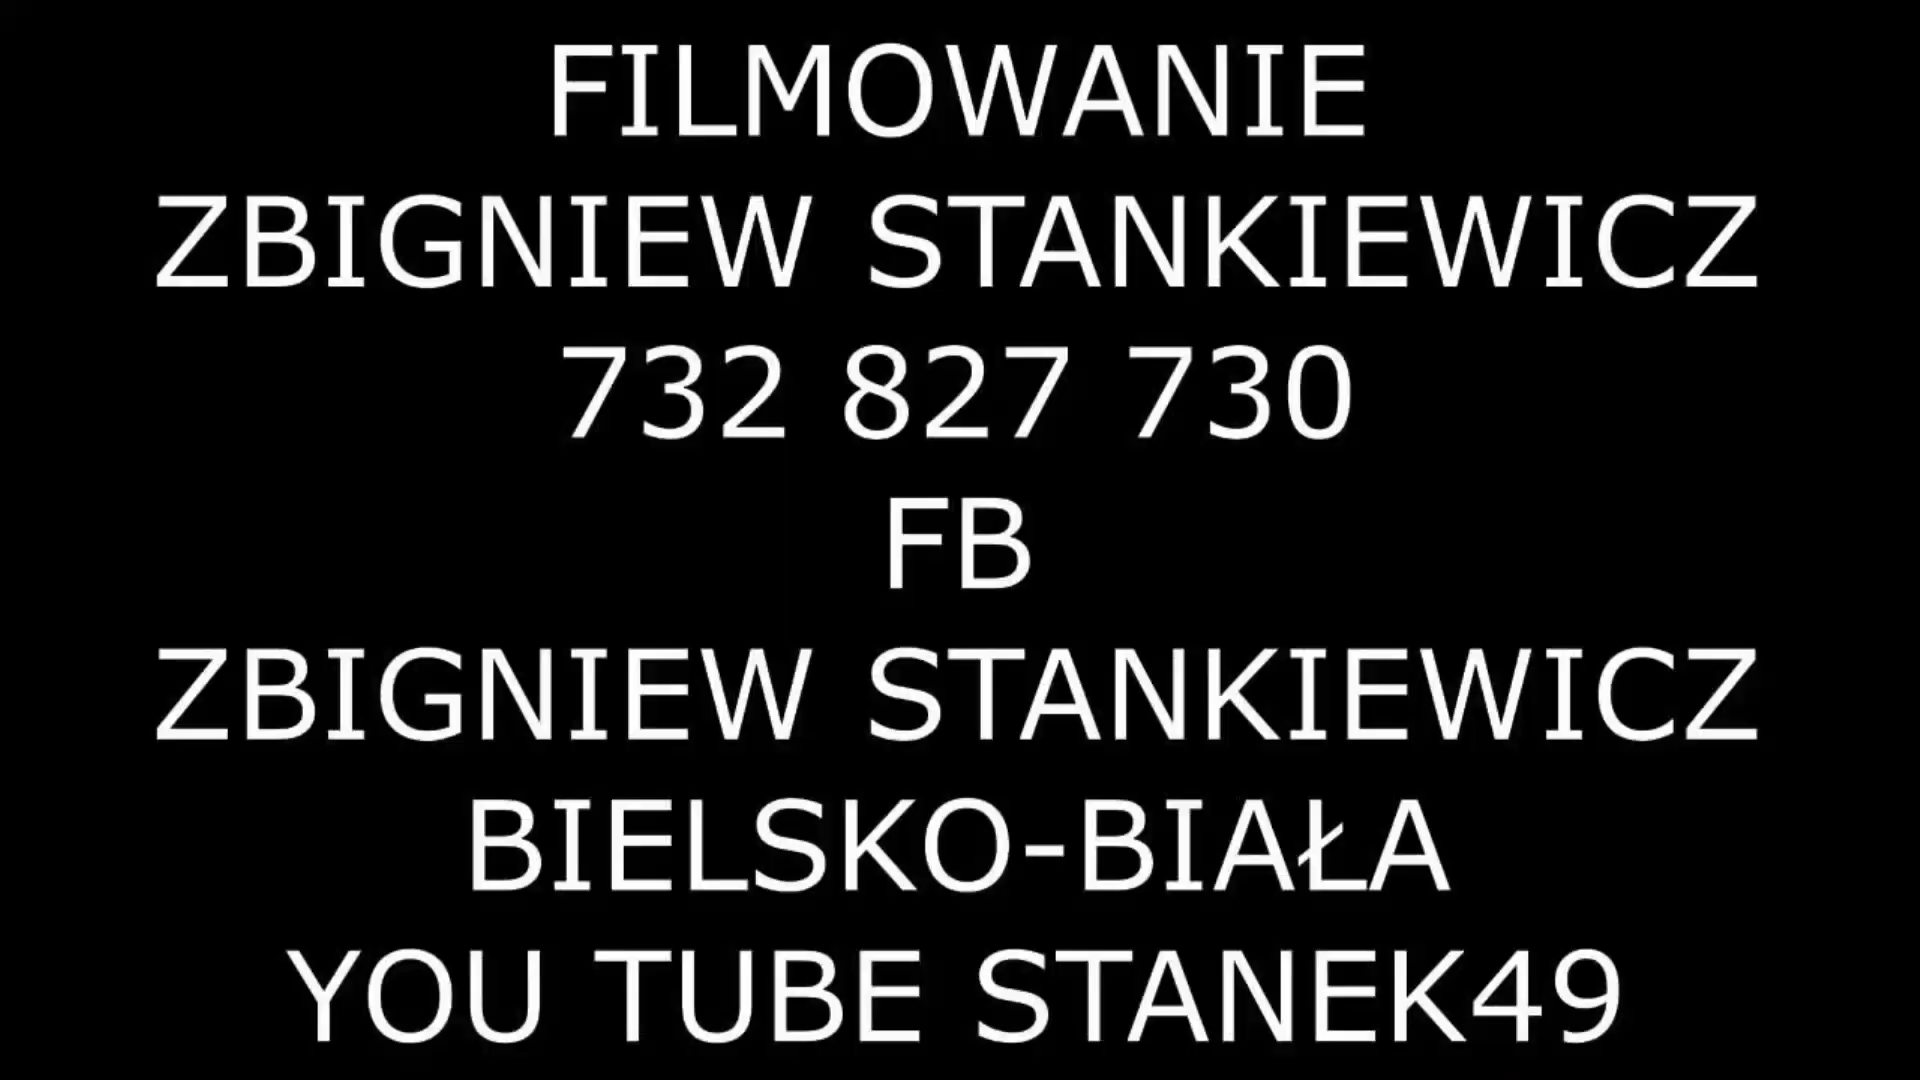 FILMOWANIE
ZBIGNIEW STANKIEWICZ
732 827 730
FB
ZBIGNIEW STANKIEWICZ
BIELSKO-BIAŁA
YOU TUBE STANEK49